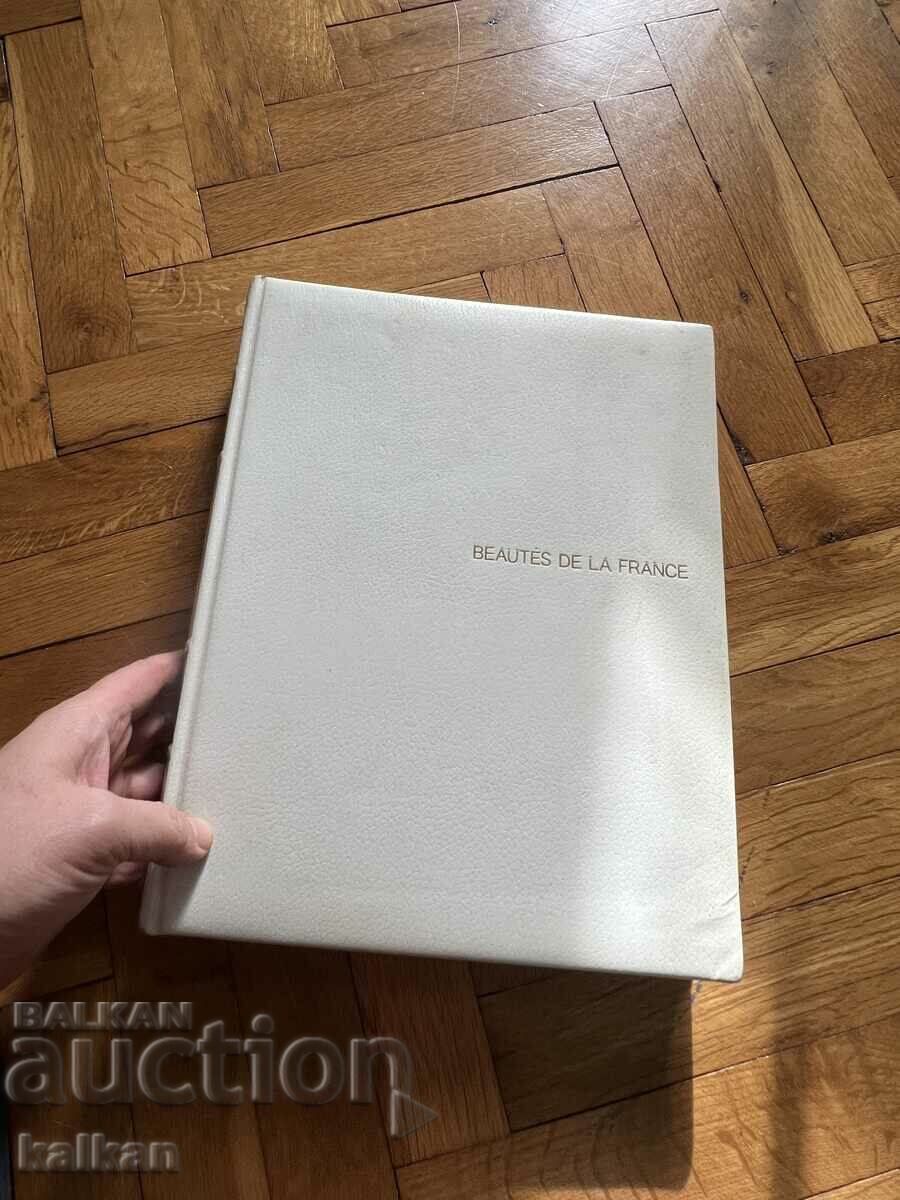 BEAUTÉS DE LA FRANCE
BALKAN
auction
kalkan